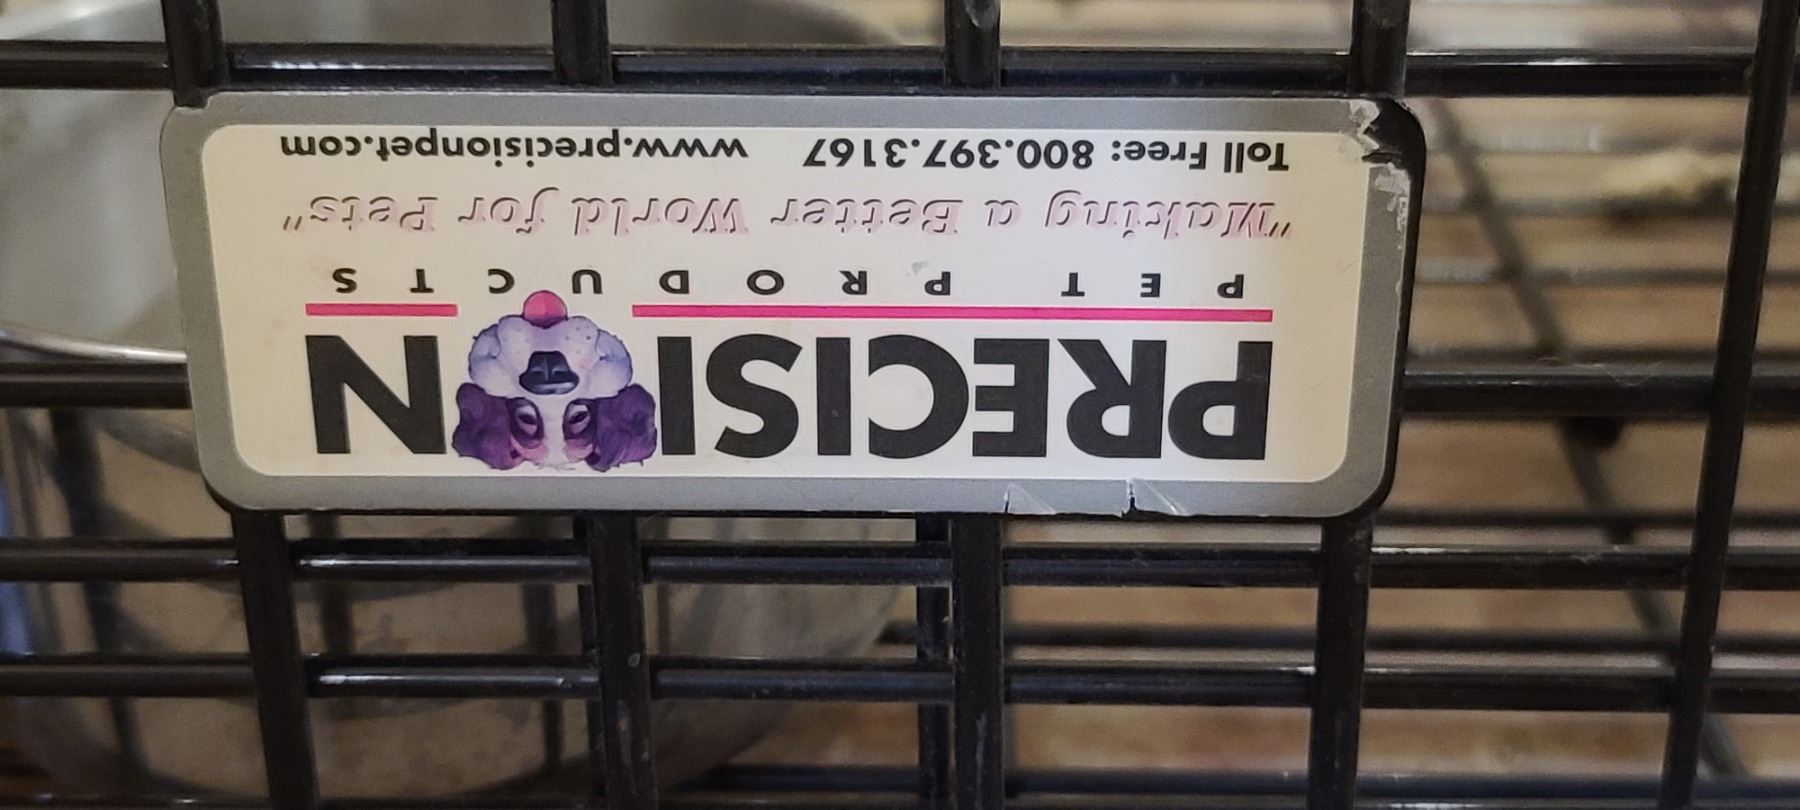 PRECISION
PET PRODUCTS
"Making a Better World for Pets"
Toll Free: 800.397.3167 www.precisionpet.com